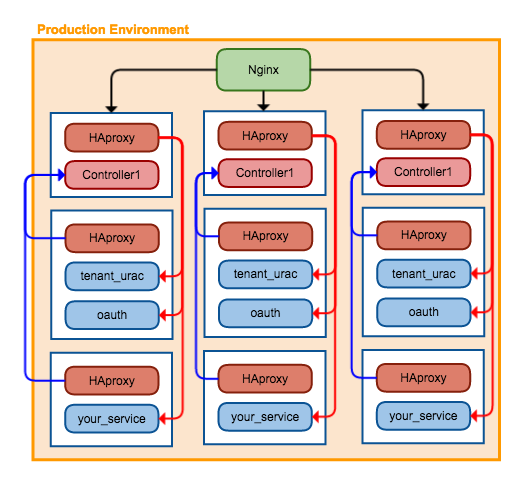 Production Environment
Nginx
HAproxy
Controller1
HAproxy
tenant_urac
oauth
HAproxy
your_service
HAproxy
Controller1
HAproxy
tenant_urac
oauth
HAproxy
your_service
HAproxy
Controller1
HAproxy
tenant_urac
oauth
HAproxy
your_service